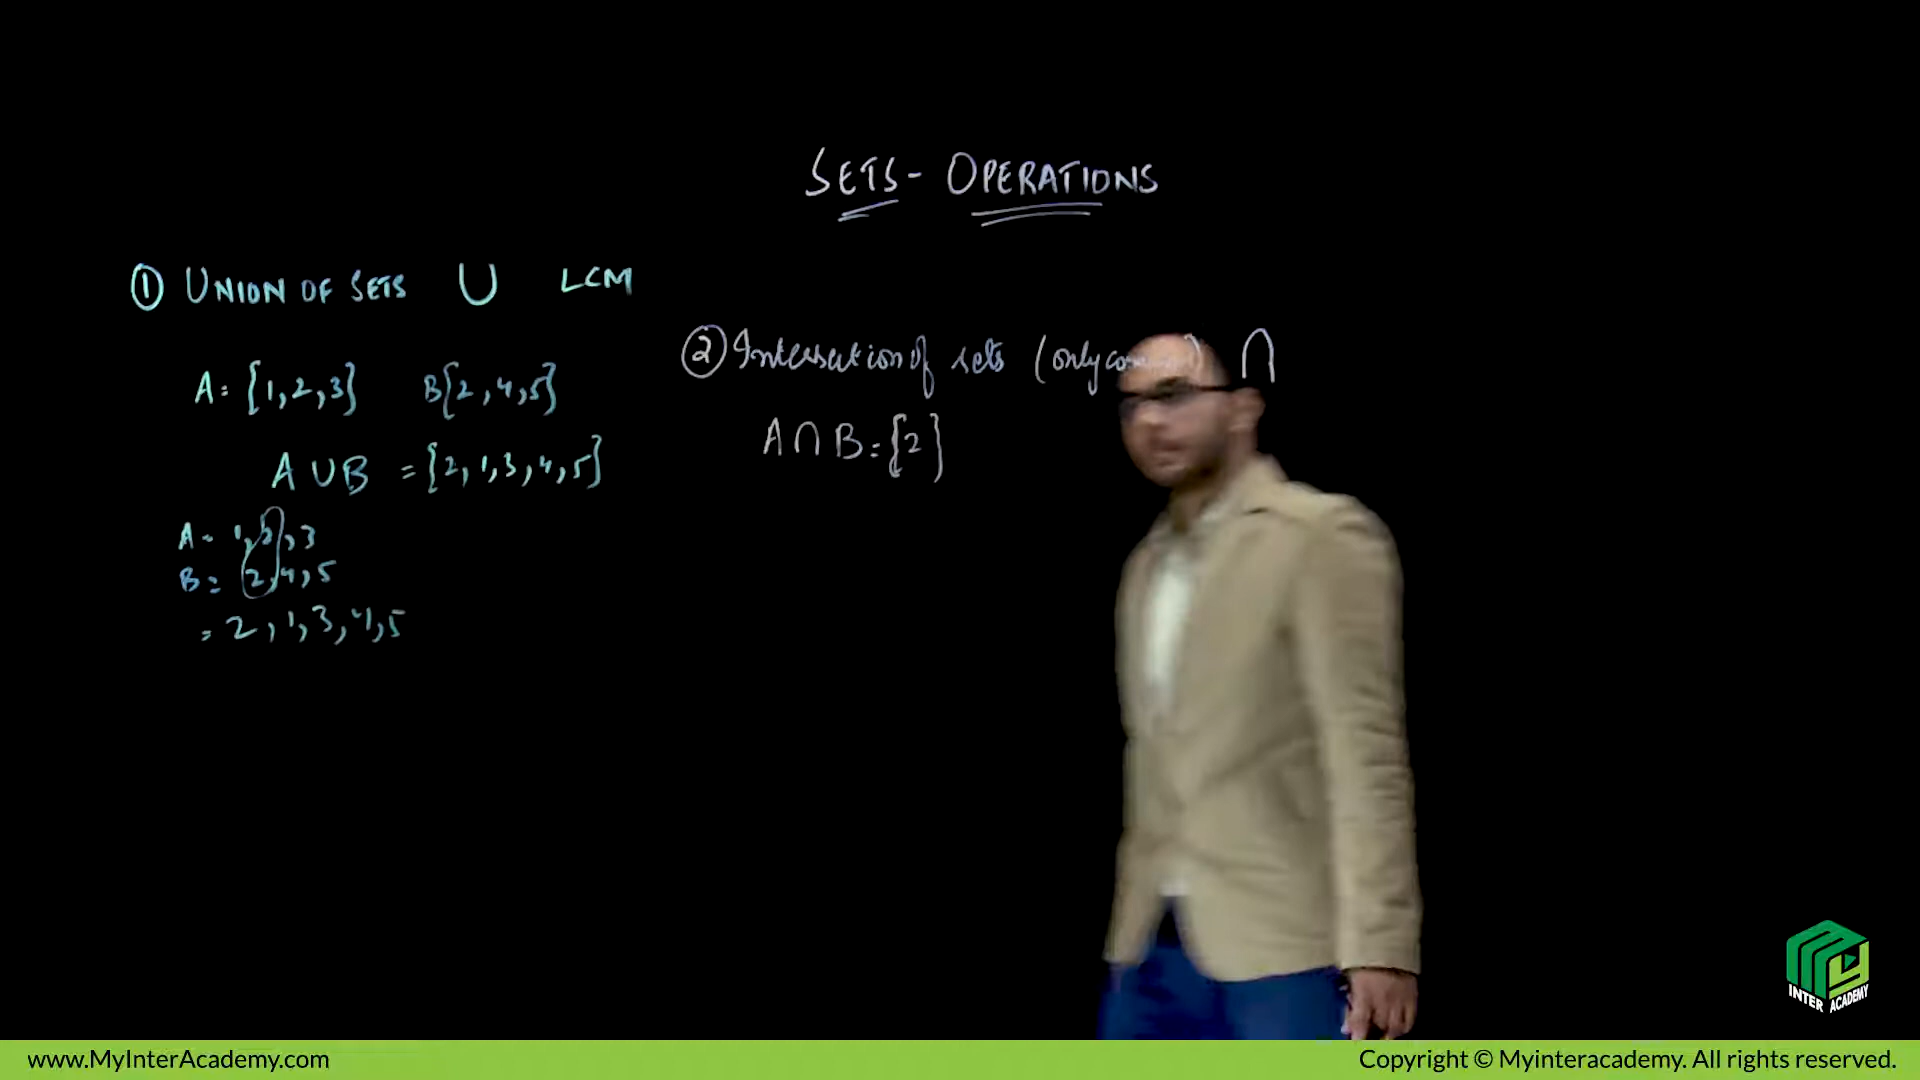 SETS - OPERATIONS
① UNION OF SETS ∪ LCM
A = {1, 2, 3} B{2, 4, 5}
A ∪ B = {2, 1, 3, 4, 5}
A = 1, 2, 3
B = 2, 4, 5
= 2, 1, 3, 4, 5
② of sets (only ) ∩
A ∩ B = {2}
INTER ACADEMY
www.MyInterAcademy.com
Copyright © Myinteracademy. All rights reserved.